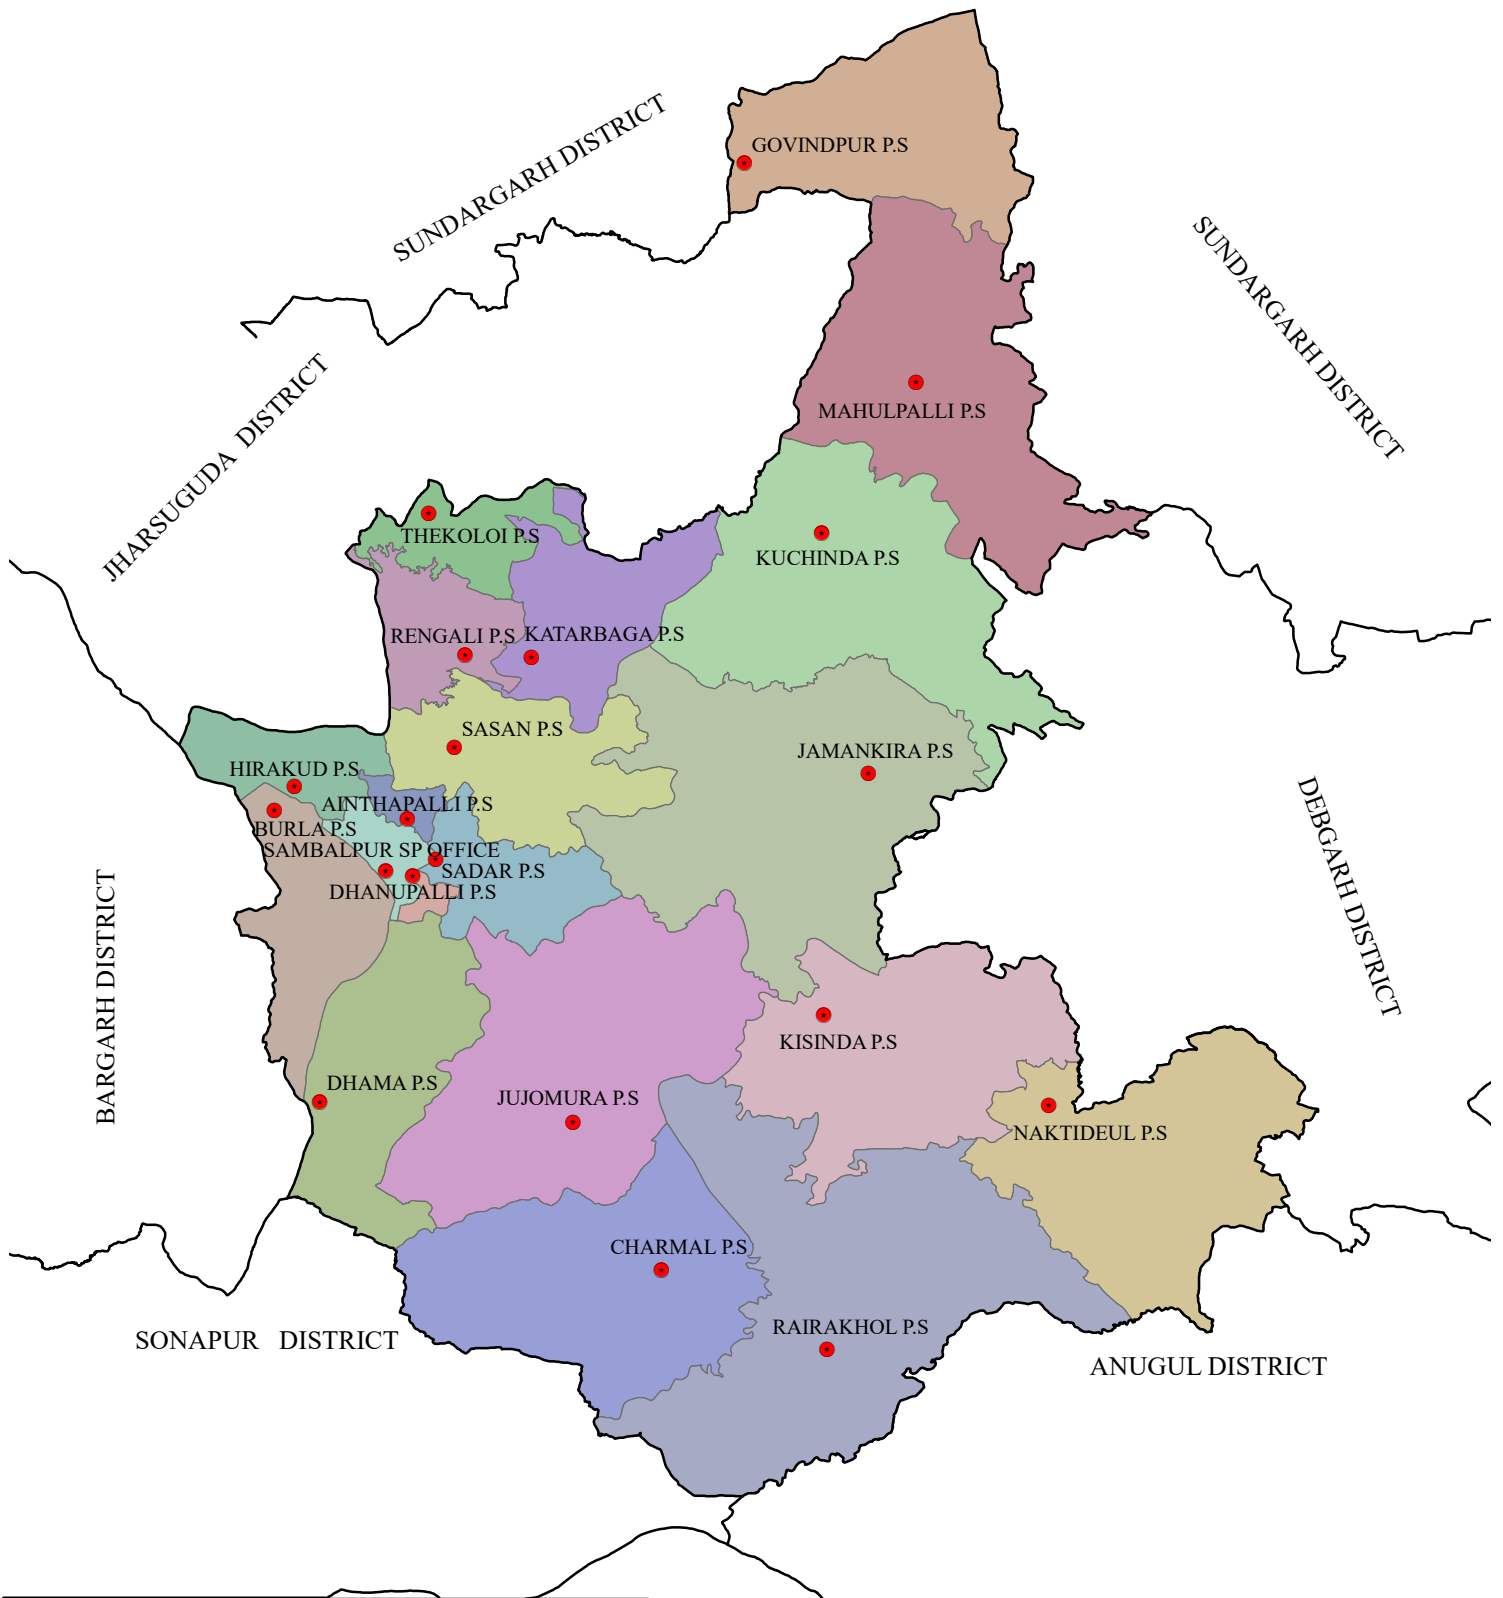 GOVINDPUR P.S
SUNDARGARH DISTRICT
SUNDARGARH DISTRICT
JHARSUGUDA DISTRICT
MAHULPALLI P.S
THEKOLOI P.S
KUCHINDA P.S
RENGALI P.S
KATARBAGA P.S
SASAN P.S
JAMANKIRA P.S
HIRAKUD P.S
AINTHAPALLI P.S
BURLA P.S
SAMBALPUR SP OFFICE
SADAR P.S
DHANUPALLI P.S
DEBGARH DISTRICT
BARGARH DISTRICT
KISINDA P.S
DHAMA P.S
JUJOMURA P.S
NAKTIDEUL P.S
CHARMAL P.S
RAIRAKHOL P.S
SONAPUR DISTRICT
ANUGUL DISTRICT